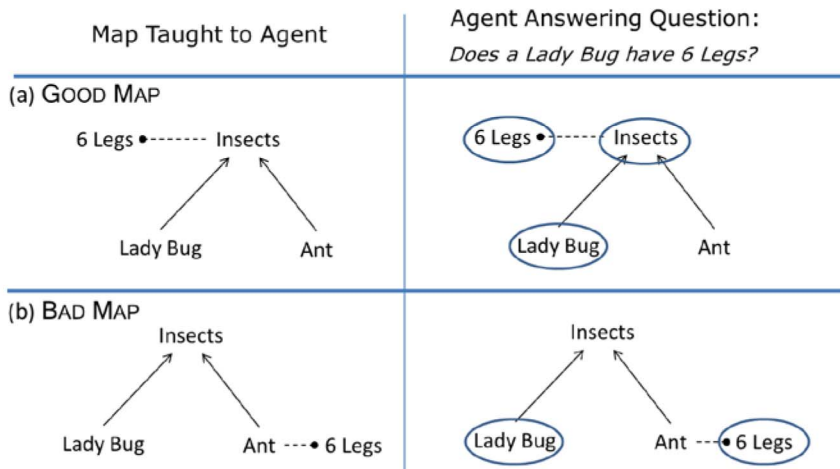 Map Taught to Agent
Agent Answering Question:
Does a Lady Bug have 6 Legs?
(a) GOOD MAP
6 Legs Insects
Lady Bug Ant
6 Legs Insects
Lady Bug Ant
(b) BAD MAP
Insects
Lady Bug Ant 6 Legs
Insects
Lady Bug Ant 6 Legs